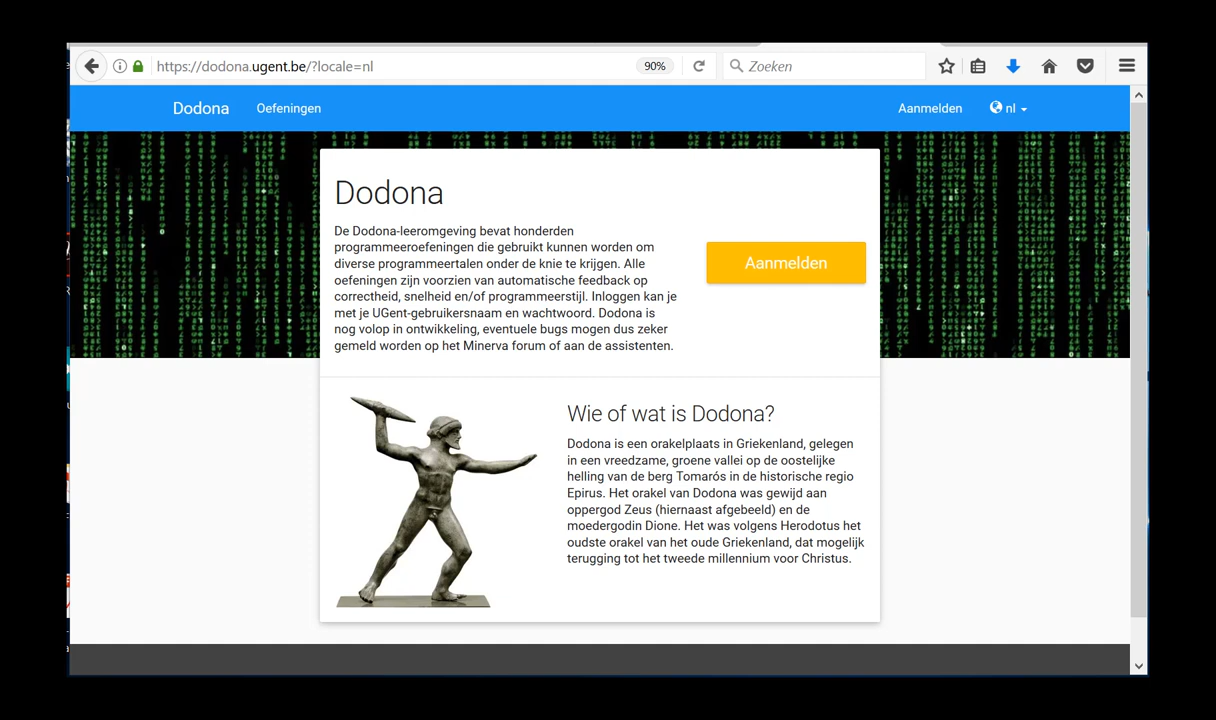 https://dodona.ugent.be/?locale=nl
90%
Zoeken
Dodona
Oefeningen
Aanmelden
nl
Dodona
De Dodona-leeromgeving bevat honderden
programmeeroefeningen die gebruikt kunnen worden om
diverse programmeertalen onder de knie te krijgen. Alle
oefeningen zijn voorzien van automatische feedback op
correctheid, snelheid en/of programmeerstijl. Inloggen kan je
met je UGent-gebruikersnaam en wachtwoord. Dodona is
nog volop in ontwikkeling, eventuele bugs mogen dus zeker
gemeld worden op het Minerva forum of aan de assistenten.
Aanmelden
Wie of wat is Dodona?
Dodona is een orakelplaats in Griekenland, gelegen
in een vreedzame, groene vallei op de oostelijke
helling van de berg Tomarós in de historische regio
Epirus. Het orakel van Dodona was gewijd aan
oppergod Zeus (hiernaast afgebeeld) en de
moedergodin Dione. Het was volgens Herodotus het
oudste orakel van het oude Griekenland, dat mogelijk
terugging tot het tweede millennium voor Christus.